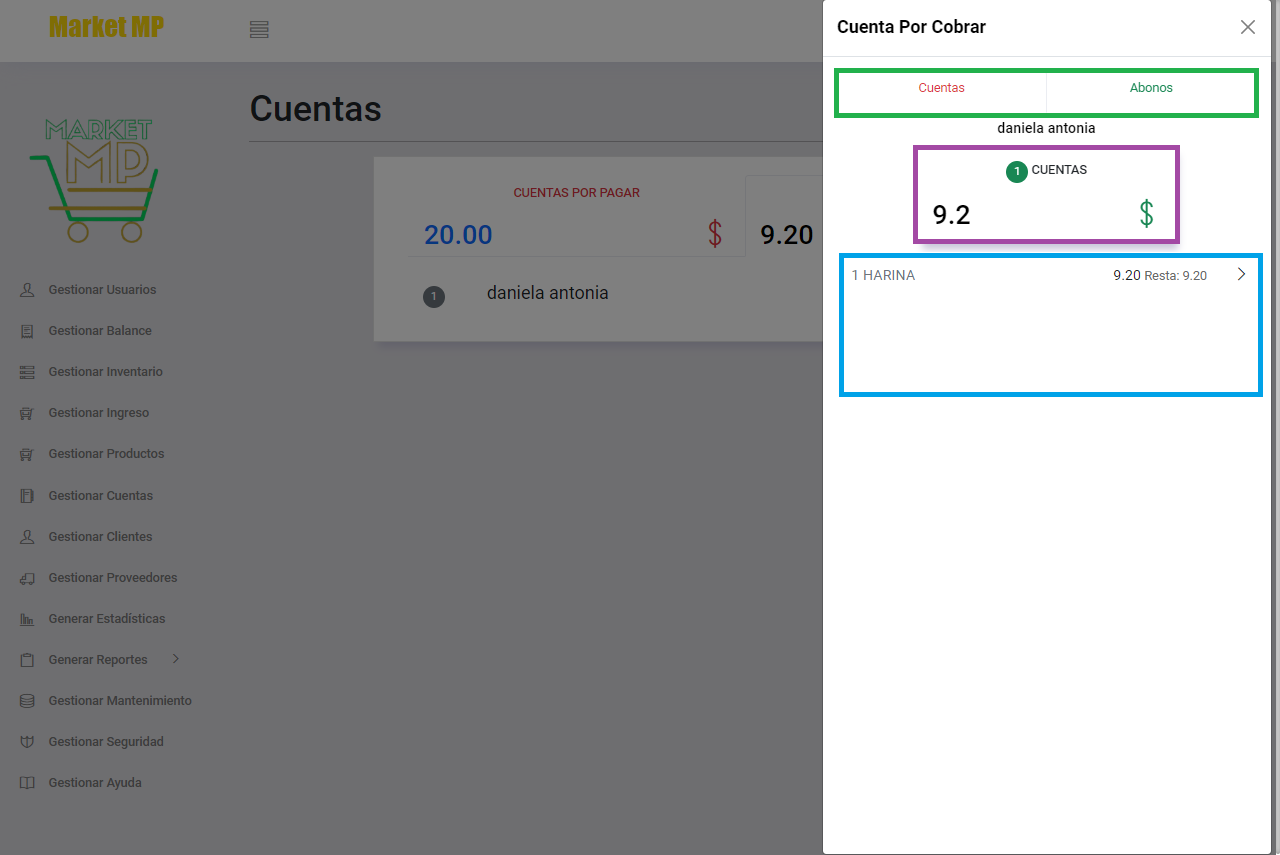 Market MP
MARKET
MP
Gestionar Usuarios
Gestionar Balance
Gestionar Inventario
Gestionar Ingreso
Gestionar Productos
Gestionar Cuentas
Gestionar Clientes
Gestionar Proveedores
Generar Estadísticas
Generar Reportes
Gestionar Mantenimiento
Gestionar Seguridad
Gestionar Ayuda
Cuentas
CUENTAS POR PAGAR
20.00 $ 9.20
1 daniela antonia
Cuenta Por Cobrar
Cuentas Abonos
daniela antonia
1 CUENTAS
9.2 $
1 HARINA 9.20 Resta: 9.20